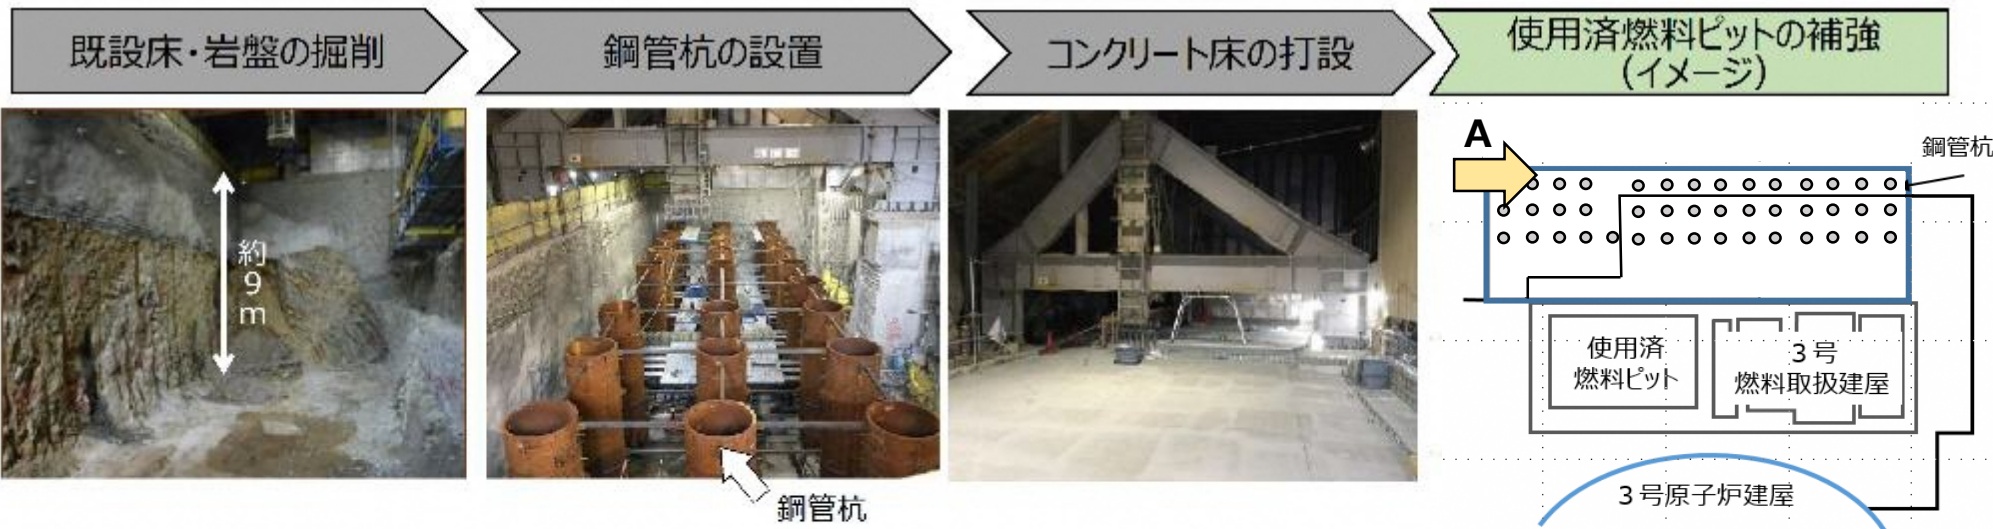 既設床・岩盤の掘削
鋼管杭の設置
コンクリート床の打設
使用済燃料ピットの補強
(イメージ)
約9m
鋼管杭
A
鋼管杭
使用済
燃料ピット
3号
燃料取扱建屋
3号原子炉建屋